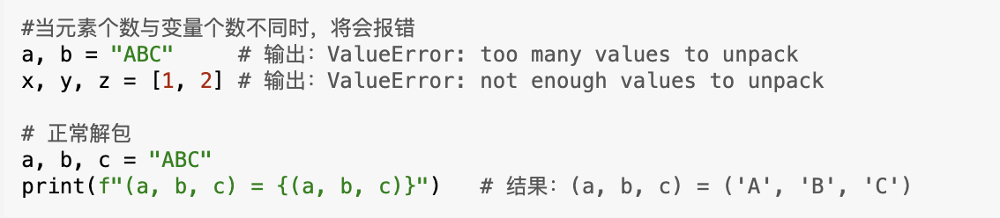 #当元素个数与变量个数不同时，将会报错
a, b = "ABC"     # 输出：ValueError: too many values to unpack
x, y, z = [1, 2] # 输出：ValueError: not enough values to unpack
# 正常解包
a, b, c = "ABC"
print(f"(a, b, c) = {(a, b, c)}")   # 结果：(a, b, c) = ('A', 'B', 'C')